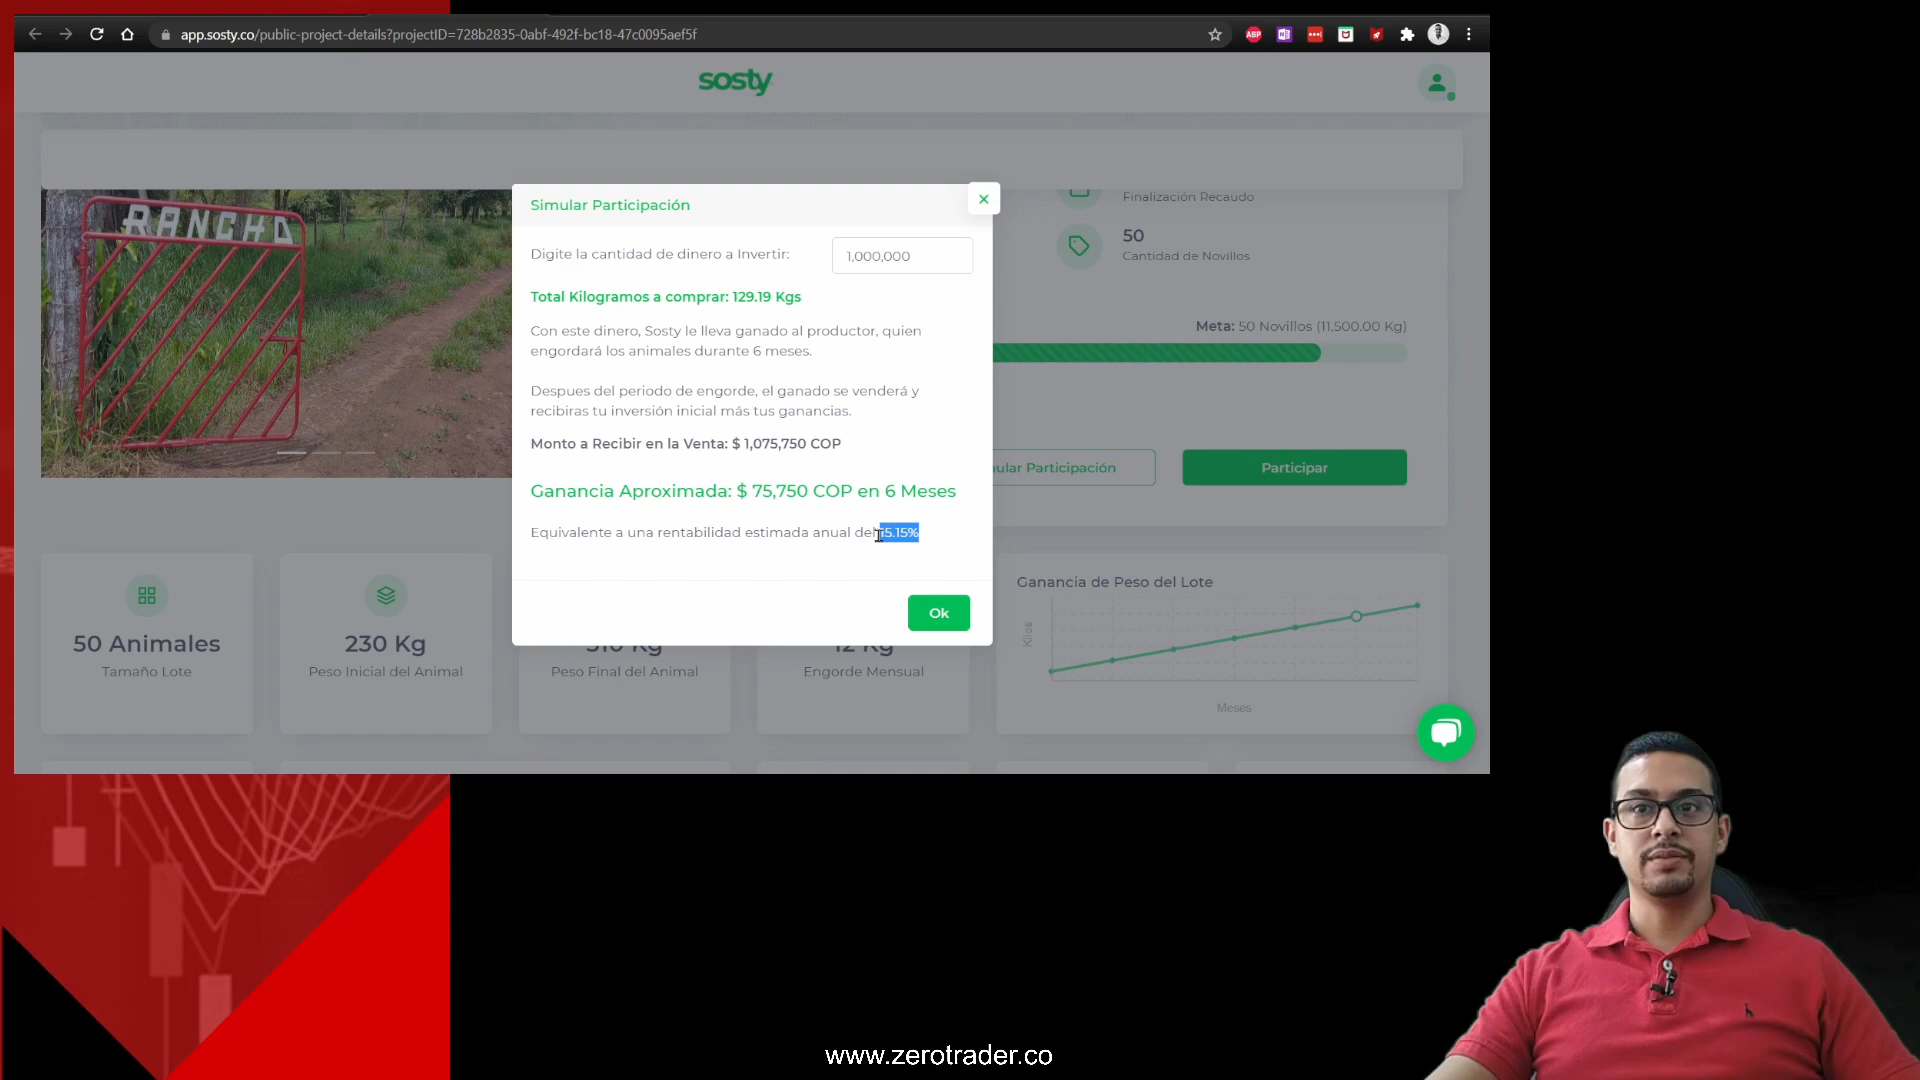 app.sosty.co/public-project-details?projectID=728b2835-0abf-492f-bc18-47c0095aef5f
ABP
sosty
RANCHO
Finalización Recaudo
50
Cantidad de Novillos
Meta: 50 Novillos (11,500.00 Kg)
Participación
Participar
Simular Participación
Digite la cantidad de dinero a Invertir:
1,000,000
Total Kilogramos a comprar: 129.19 Kgs
Con este dinero, Sosty le lleva ganado al productor, quien
engordará los animales durante 6 meses.
Despues del periodo de engorde, el ganado se venderá y
recibiras tu inversión inicial más tus ganancias.
Monto a Recibir en la Venta: $ 1,075,750 COP
Ganancia Aproximada: $ 75,750 COP en 6 Meses
Equivalente a una rentabilidad estimada anual del 15.15%
Ok
50 Animales
Tamaño Lote
230 Kg
Peso Inicial del Animal
310 Kg
Peso Final del Animal
12 Kg
Engorde Mensual
Ganancia de Peso del Lote
Kilos
Meses
www.zerotrader.co